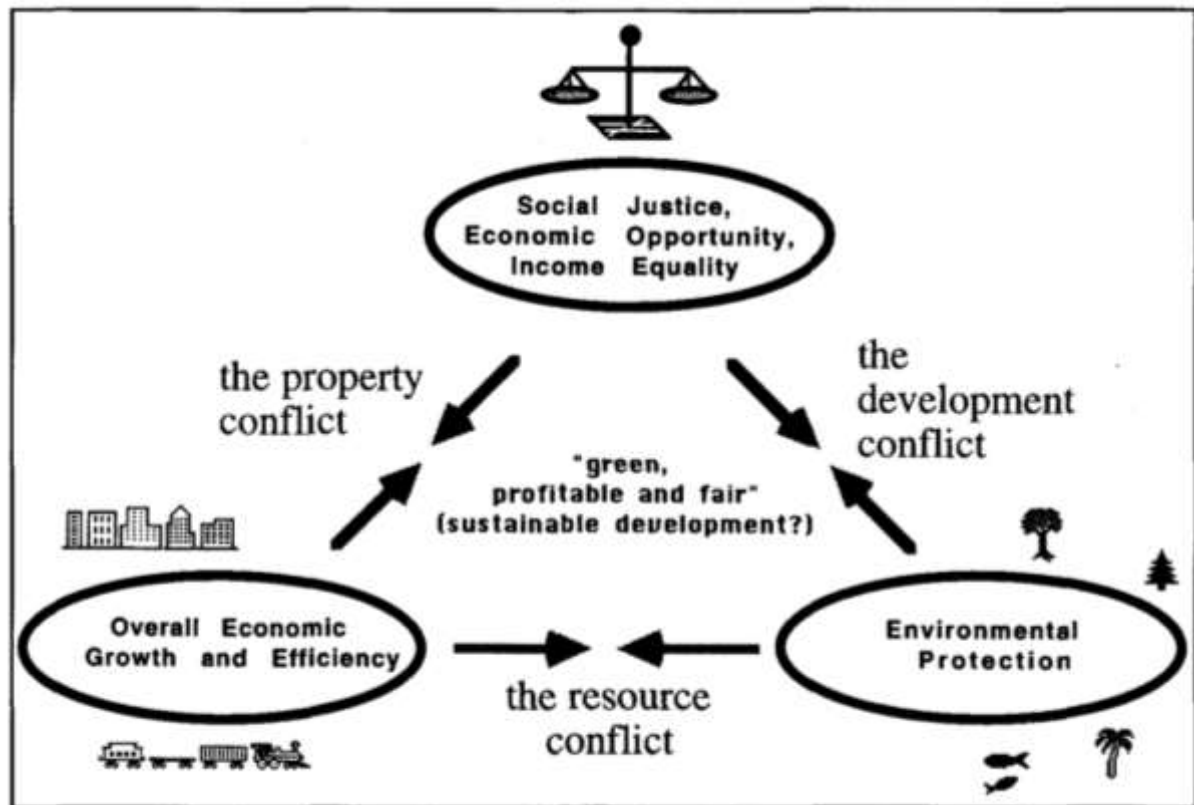 Social Justice,
Economic Opportunity,
Income Equality
the property
conflict
the
development
conflict
"green,
profitable and fair"
(sustainable development?)
Overall Economic
Growth and Efficiency
Environmental
Protection
the resource
conflict